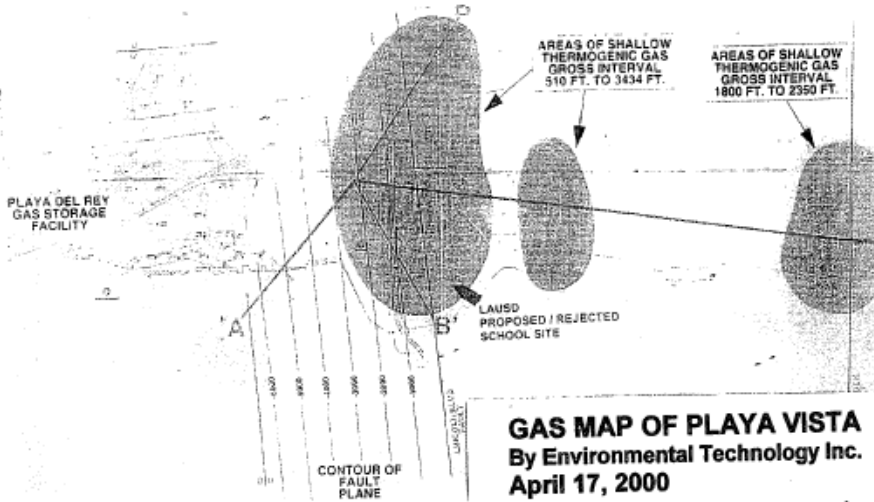 AREAS OF SHALLOW
THERMOGENIC GAS
GROSS INTERVAL
510 FT. TO 3434 FT.
AREAS OF SHALLOW
THERMOGENIC GAS
GROSS INTERVAL
1800 FT. TO 2350 FT.
PLAYA DEL REY
GAS STORAGE
FACILITY
A
B'
LAUSD
PROPOSED / REJECTED
SCHOOL SITE
CONTOUR OF
FAULT
PLANE
GAS MAP OF PLAYA VISTA
By Environmental Technology Inc.
April 17, 2000